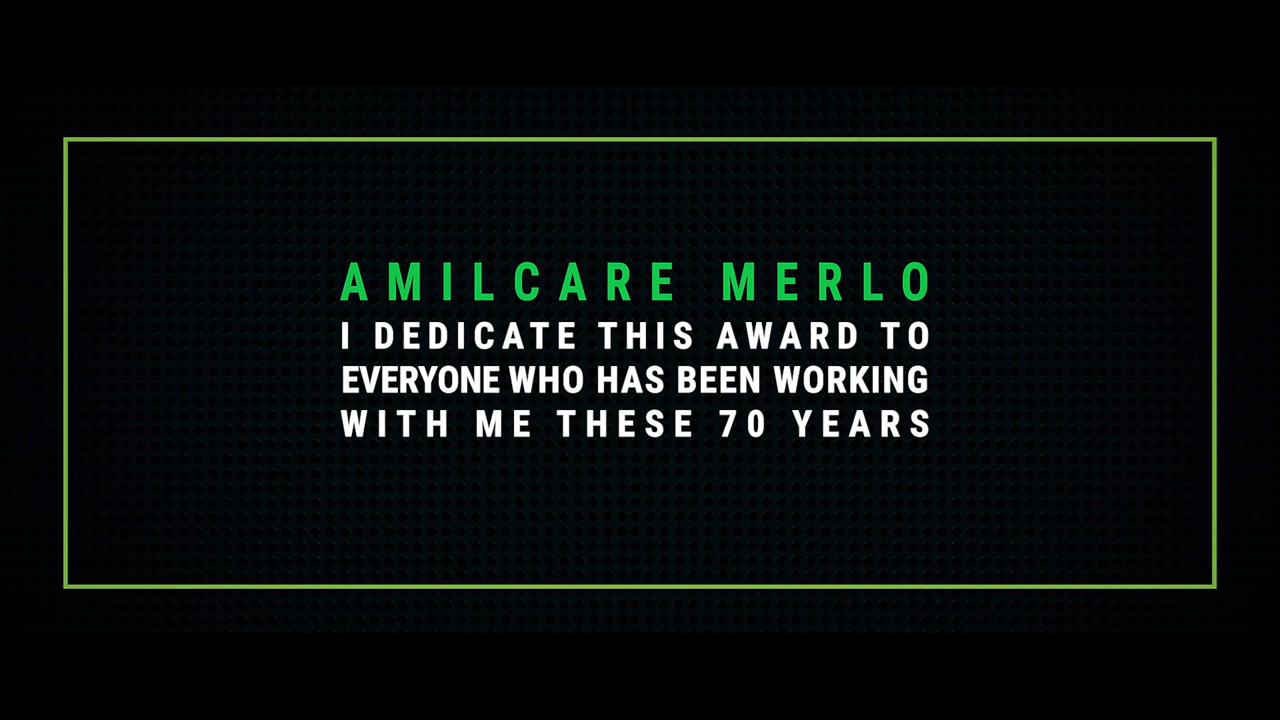 AMILCARE MERLO
I DEDICATE THIS AWARD TO
EVERYONE WHO HAS BEEN WORKING
WITH ME THESE 70 YEARS